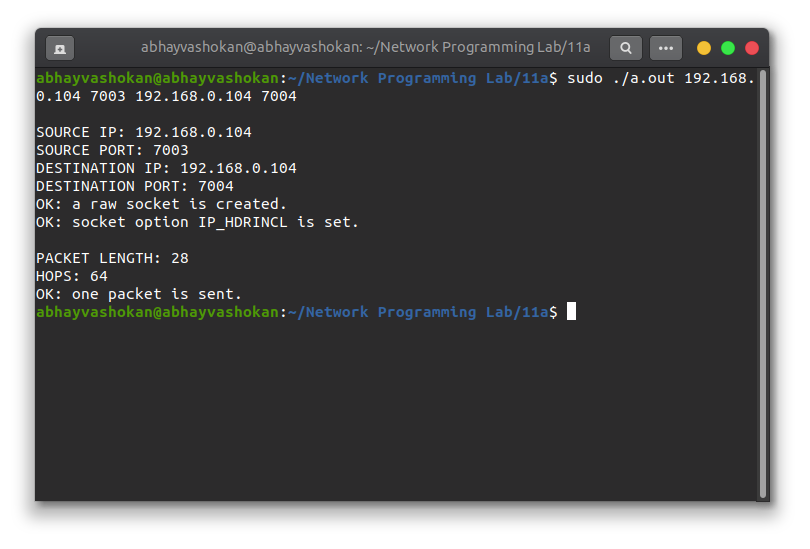 abhayvashokan@abhayvashokan: ~/Network Programming Lab/11a
abhayvashokan@abhayvashokan:~/Network Programming Lab/11a$ sudo ./a.out 192.168.
0.104 7003 192.168.0.104 7004
SOURCE IP: 192.168.0.104
SOURCE PORT: 7003
DESTINATION IP: 192.168.0.104
DESTINATION PORT: 7004
OK: a raw socket is created.
OK: socket option IP_HDRINCL is set.
PACKET LENGTH: 28
HOPS: 64
OK: one packet is sent.
abhayvashokan@abhayvashokan:~/Network Programming Lab/11a$